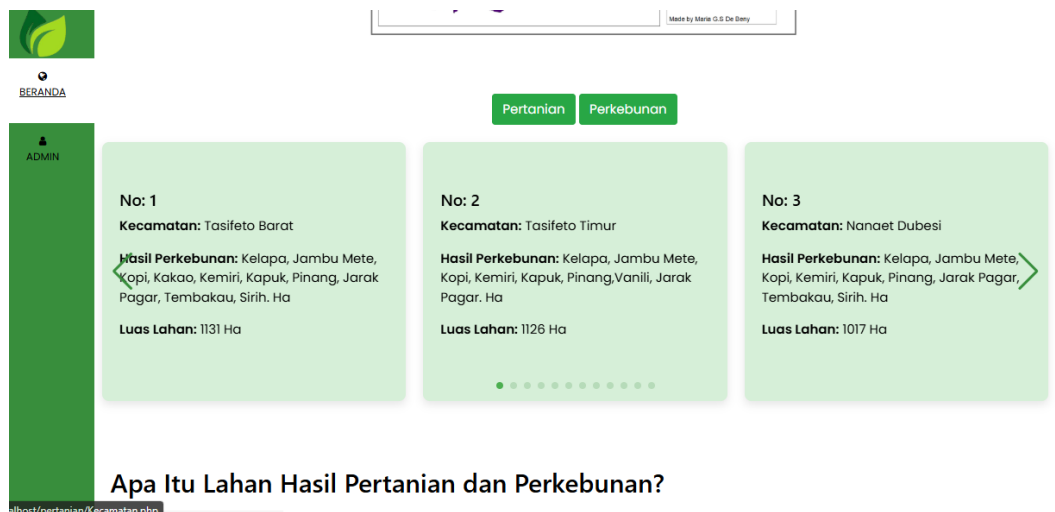 Made by Maria G.S De Beny
BERANDA
ADMIN
Pertanian Perkebunan
No: 1
Kecamatan: Tasifeto Barat
Hasil Perkebunan: Kelapa, Jambu Mete,
Kopi, Kakao, Kemiri, Kapuk, Pinang, Jarak
Pagar, Tembakau, Sirih. Ha
Luas Lahan: 1131 Ha
No: 2
Kecamatan: Tasifeto Timur
Hasil Perkebunan: Kelapa, Jambu Mete,
Kopi, Kemiri, Kapuk, Pinang,Vanili, Jarak
Pagar. Ha
Luas Lahan: 1126 Ha
No: 3
Kecamatan: Nanaet Dubesi
Hasil Perkebunan: Kelapa, Jambu Mete,
Kopi, Kemiri, Kapuk, Pinang, Jarak Pagar,
Tembakau, Sirih. Ha
Luas Lahan: 1017 Ha
Apa Itu Lahan Hasil Pertanian dan Perkebunan?
alhost/pertanian/Kecamatan.php